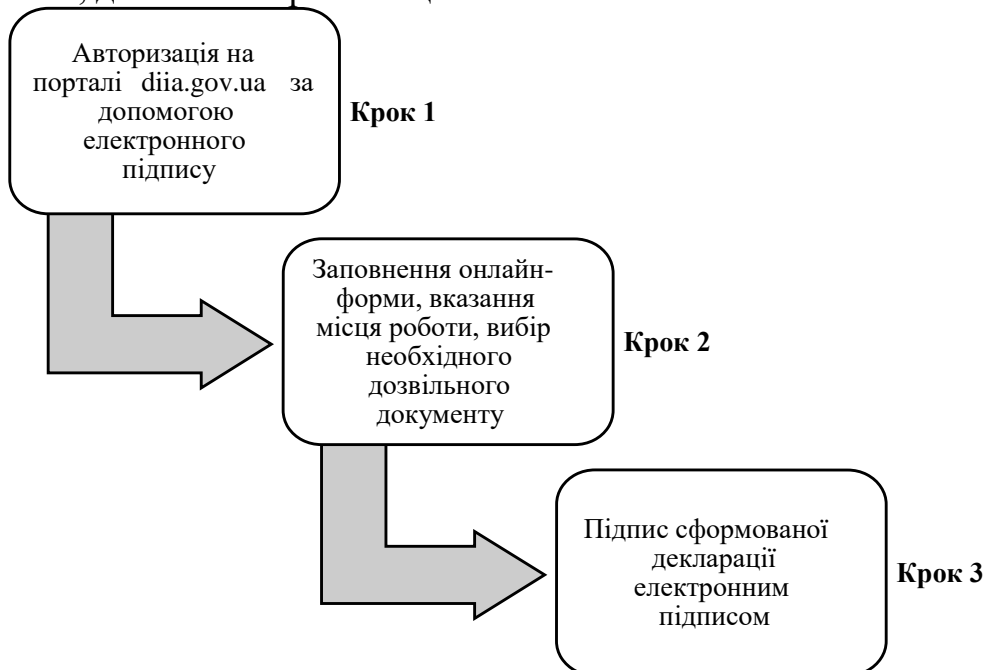 Авторизація на
порталі diia.gov.ua за
допомогою
електронного
підпису
Крок 1
Заповнення онлайн-
форми, вказання
місця роботи, вибір
необхідного
дозвільного
документу
Крок 2
Підпис сформованої
декларації
електронним
підписом
Крок 3